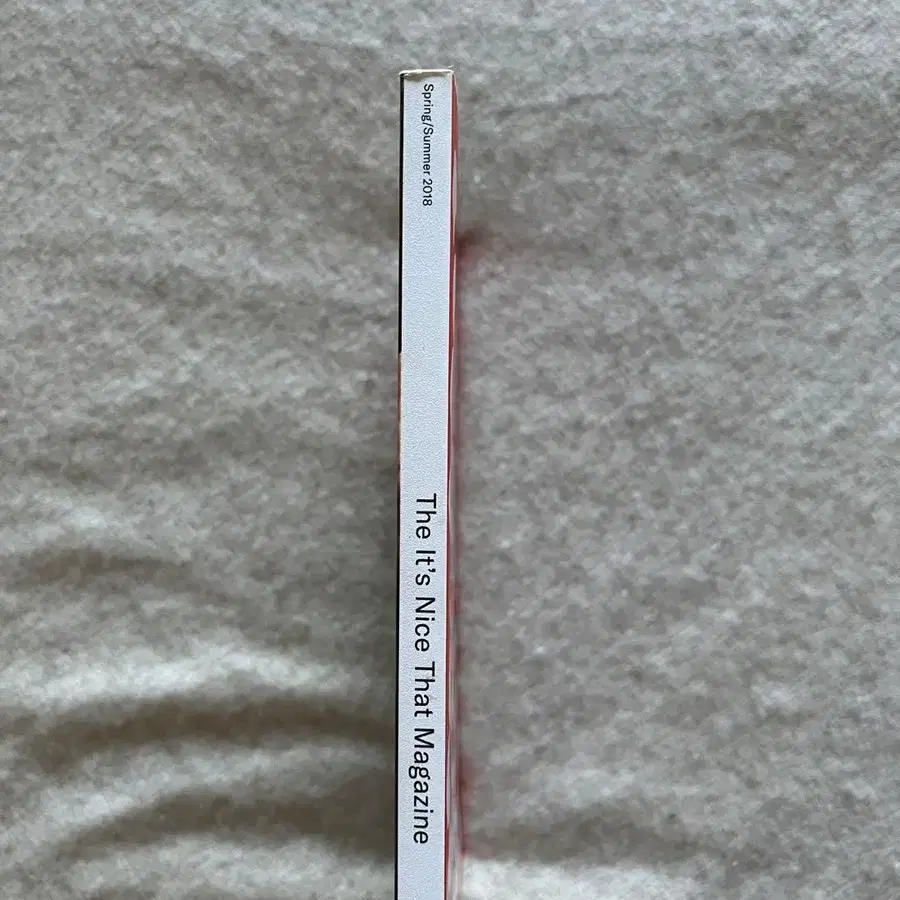 Spring/Summer 2018
The It's Nice That Magazine